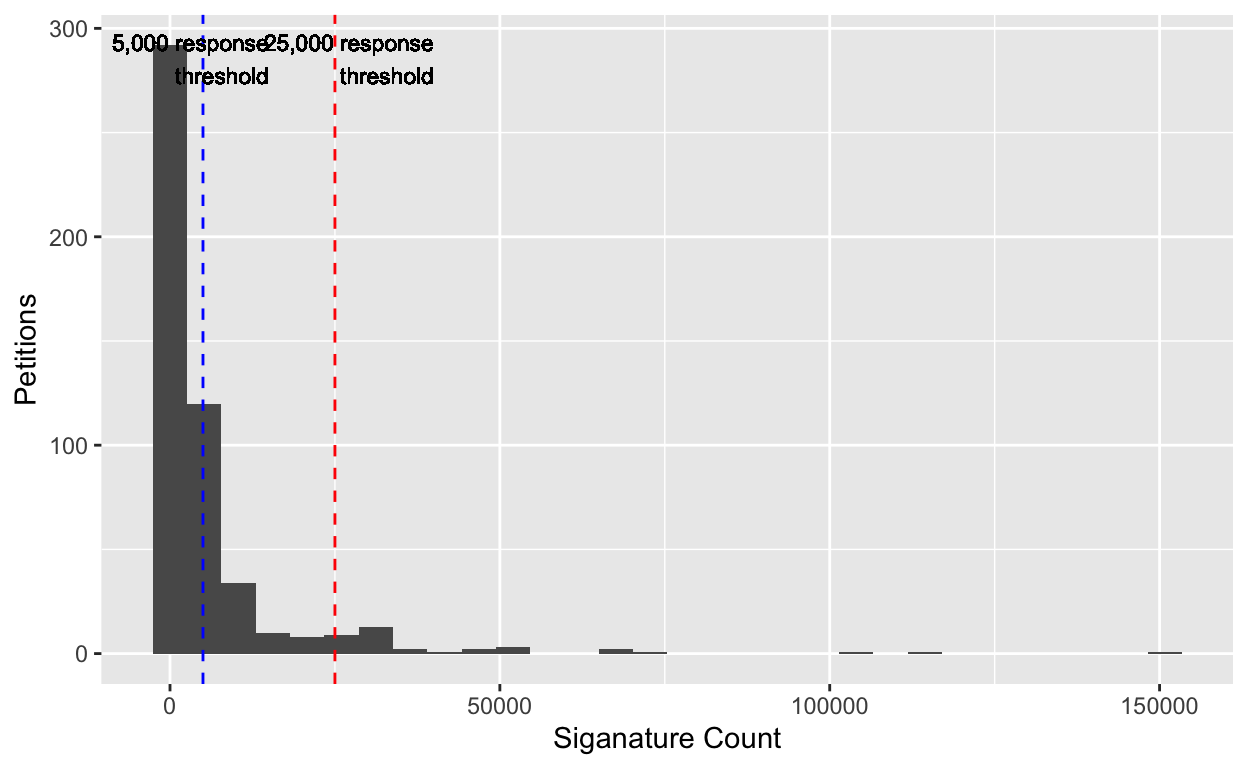 300
5,000 response
25,000 response
threshold
threshold
200
100
0
Petitions
0
50000
100000
150000
Siganature Count